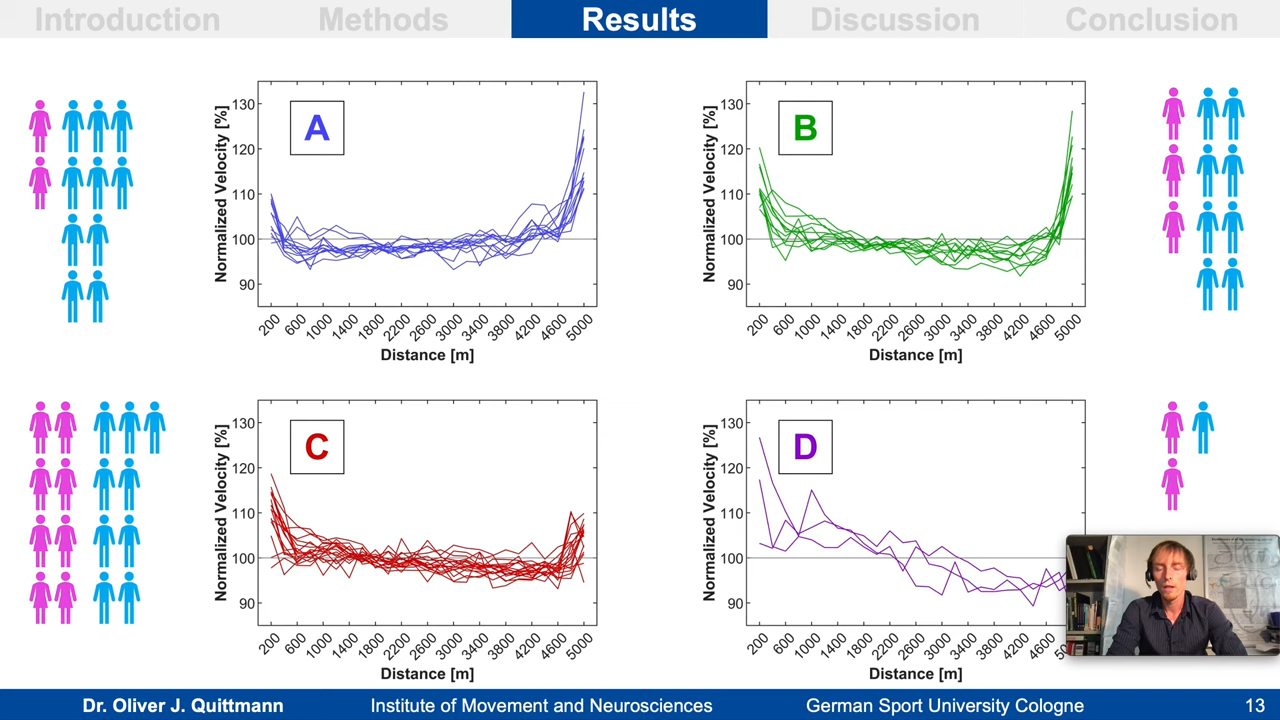 Introduction Methods Results Discussion Conclusion
A
Normalized Velocity [%]
130
120
110
100
90
200 600 1000 1400 1800 2200 2600 3000 3400 3800 4200 4600 5000
Distance [m]
B
Normalized Velocity [%]
130
120
110
100
90
200 600 1000 1400 1800 2200 2600 3000 3400 3800 4200 4600 5000
Distance [m]
C
Normalized Velocity [%]
130
120
110
100
90
200 600 1000 1400 1800 2200 2600 3000 3400 3800 4200 4600 5000
Distance [m]
D
Normalized Velocity [%]
130
120
110
100
90
200 600 1000 1400 1800 2200 2600 3000 3400 3800 4200 4600
Distance [m]
Dr. Oliver J. Quittmann Institute of Movement and Neurosciences German Sport University Cologne 13